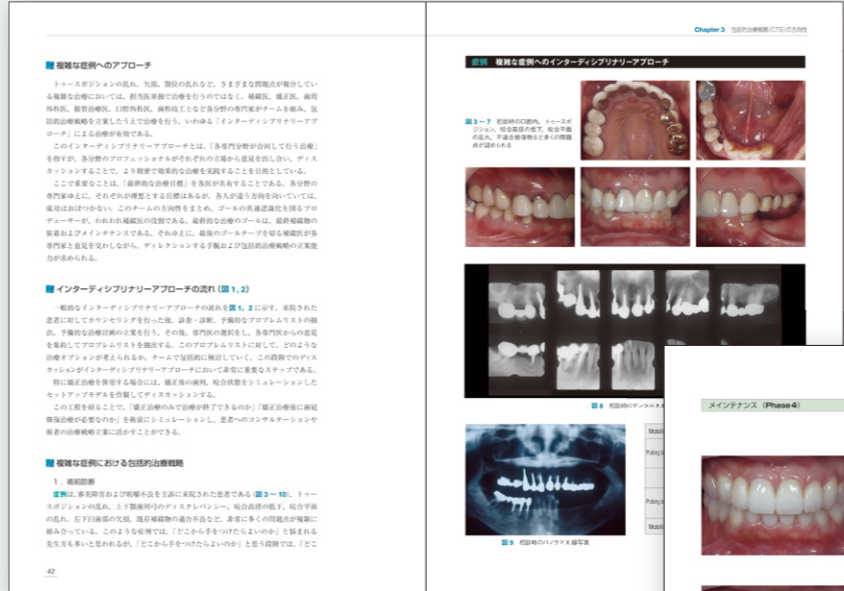 複雑な症例へのアプローチ
トゥースポジションの乱れ，欠損，顎位の乱れなど，さまざまな問題点が複合してい
る複雑な治療においては，担当医単独で治療を行うのではなく，補綴医，矯正医，歯周
外科医，根管治療医，口腔外科医，歯科技工士など各分野の専門家がチームを組み，包
括的治療戦略を立案したうえで治療を行う，いわゆる「インターディシプリナリーアプ
ローチ」による治療が有効である．
このインターディシプリナリーアプローチとは，「各専門分野が合同して行う治療」
を指すが，各分野のプロフェッショナルがそれぞれの立場から意見を出し合い，ディス
カッションすることで，より精密で効果的な治療を実践することを目的としている．
ここで重要なことは，「最終的な治療目標」を各医が共有することである．各分野の
専門家ゆえに，それぞれが理想とする目標はあるが，各人が違う方向を向いていては，
成功はおぼつかない．このチームの方向性をまとめ，ゴールの共通認識化を図るプロ
デューサーが，われわれ補綴医の役割である．最終的な治療のゴールは，最終補綴物の
装着およびメインテナンスである．それゆえに，最後のゴールテープを切る補綴医が各
専門家と意見を交わしながら，ディレクションする手腕および包括的治療戦略の立案能
力が求められる．
インターディシプリナリーアプローチの流れ（図 1, 2）
一般的なインターディシプリナリーアプローチの流れを図 1，2 に示す．来院された
患者に対してカウンセリングを行った後，診査・診断，予備的なプロブレムリストの抽
出，予備的な治療計画の立案を行う．その後，専門医の選択をし，各専門医からの意見
を集約してプロブレムリストを抽出する．このプロブレムリストに対して，どのような
治療オプションが考えられるか，チームで包括的に検討していく．この段階でのディス
カッションがインターディシプリナリーアプローチにおいて非常に重要なステップである．
特に矯正治療を併用する場合には，矯正後の歯列，咬合状態をシミュレーションした
セットアップモデルを作製してディスカッションする．
この工程を経ることで，「矯正治療のみで治療が終了できるのか」「矯正治療後に歯冠
修復治療が必要なのか」を術前にシミュレーションし，患者へのコンサルテーションや
術者の治療戦略立案に活かすことができる．
複雑な症例における包括的治療戦略
1．術前診断
症例は，審美障害および咀嚼不良を主訴に来院された患者である（図 3 〜 10）．トゥー
スポジションの乱れ，上下顎歯列弓のディスクレパンシー，咬合高径の低下，咬合平面
の乱れ，左下臼歯部の欠損，既存補綴物の適合不良など，非常に多くの問題点が複雑に
絡み合っている．このような症例では，「どこから手をつけたらよいのか」と悩まれる
先生方も多いと思われるが，「どこから手をつけたらよいのか」と思う段階では，「どこ
42
Chapter 3 包括的治療戦略（CTS）の方向性
症例 複雑な症例へのインターディシプリナリーアプローチ
図 3 〜 7 初診時の口腔内．トゥースポ
ジション，咬合高径の低下，咬合平面
の乱れ，不適合修復物など多くの問題
点が認められる
図 8 初診時のデンタル X
図 9 初診時のパノラマ X 線写真
Mobili
Probing
Probing
Mobili
メインテナンス（Phase 4）